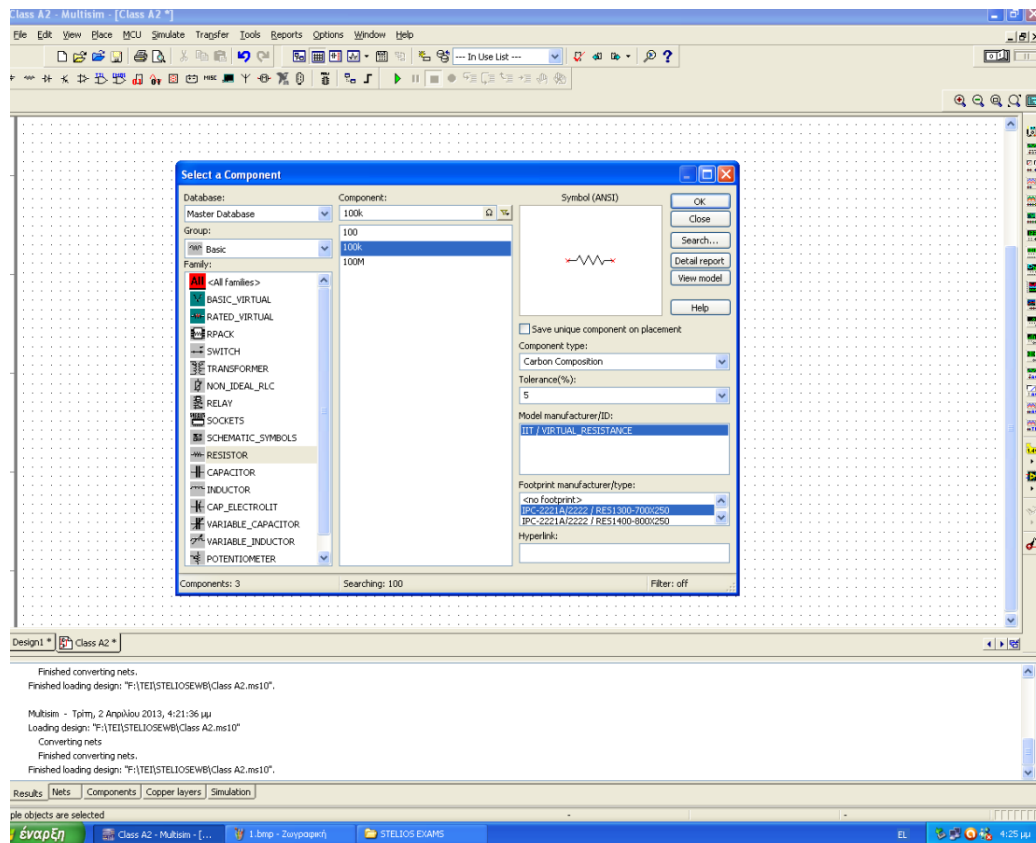 Class A2 - Multisim - [Class A2 *]
File Edit View Place MCU Simulate Transfer Tools Reports Options Window Help
--- In Use List ---
Select a Component
Database:
Master Database
Group:
Basic
Family:
All <All families>
BASIC_VIRTUAL
RATED_VIRTUAL
RPACK
SWITCH
TRANSFORMER
NON_IDEAL_RLC
RELAY
SOCKETS
SCHEMATIC_SYMBOLS
RESISTOR
CAPACITOR
INDUCTOR
CAP_ELECTROLIT
VARIABLE_CAPACITOR
VARIABLE_INDUCTOR
POTENTIOMETER
Component:
100k
Ω
100
100k
100M
Symbol (ANSI)
OK
Close
Search...
Detail report
View model
Help
Save unique component on placement
Component type:
Carbon Composition
Tolerance(%):
5
Model manufacturer/ID:
IIT / VIRTUAL_RESISTANCE
Footprint manufacturer/type:
<no footprint>
IPC-2221A/2222 / RES1300-700X250
IPC-2221A/2222 / RES1400-800X250
Hyperlink:
Components: 3 Searching: 100 Filter: off
Design1 * Class A2 *
Finished converting nets.
Finished loading design: "F:\TEI\STELIOSEWB\Class A2.ms10".
Multisim - Τρίτη, 2 Απριλίου 2013, 4:21:36 μμ
Loading design: "F:\TEI\STELIOSEWB\Class A2.ms10"
Converting nets
Finished converting nets.
Finished loading design: "F:\TEI\STELIOSEWB\Class A2.ms10".
Results Nets Components Copper layers Simulation
ple objects are selected
έναρξη Class A2 - Multisim - [... 1.bmp - Ζωγραφική STELIOS EXAMS EL 4:25 μμ